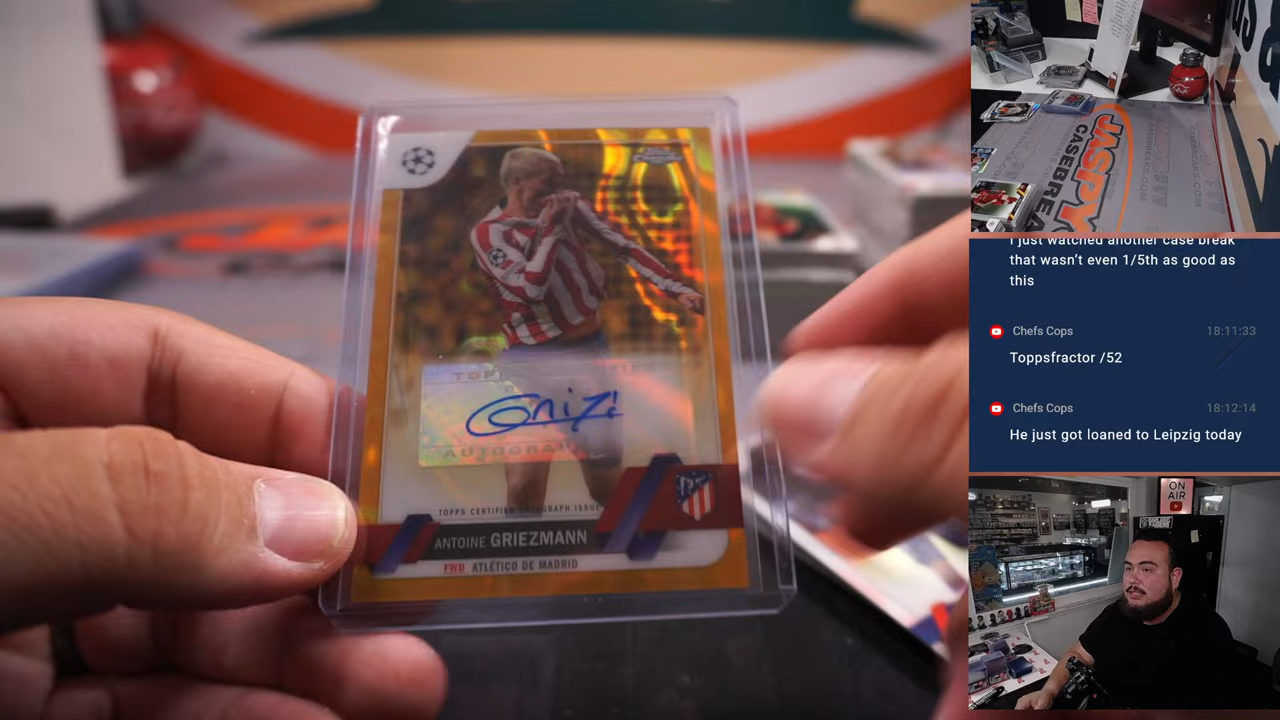 TOPPS CERTIFIED AUTOGRAPH ISSUE
ANTOINE GRIEZMANN
FWD ATLÉTICO DE MADRID
JASPY
CASEBREA
I just watched another case break
that wasn't even 1/5th as good as
this
Chefs Cops 18:11:33
Toppsfractor /52
Chefs Cops 18:12:14
He just got loaned to Leipzig today
ON
AIR